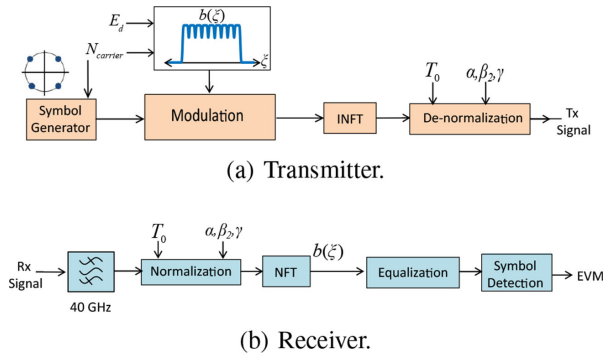 E_d
N_carrier
b(ξ)
ξ
Symbol
Generator
Modulation
INFT
T_0
α,β_2,γ
De-normalization
Tx
Signal
(a) Transmitter.
Rx
Signal
40 GHz
T_0
α,β_2,γ
Normalization
NFT
b(ξ)
Equalization
Symbol
Detection
EVM
(b) Receiver.